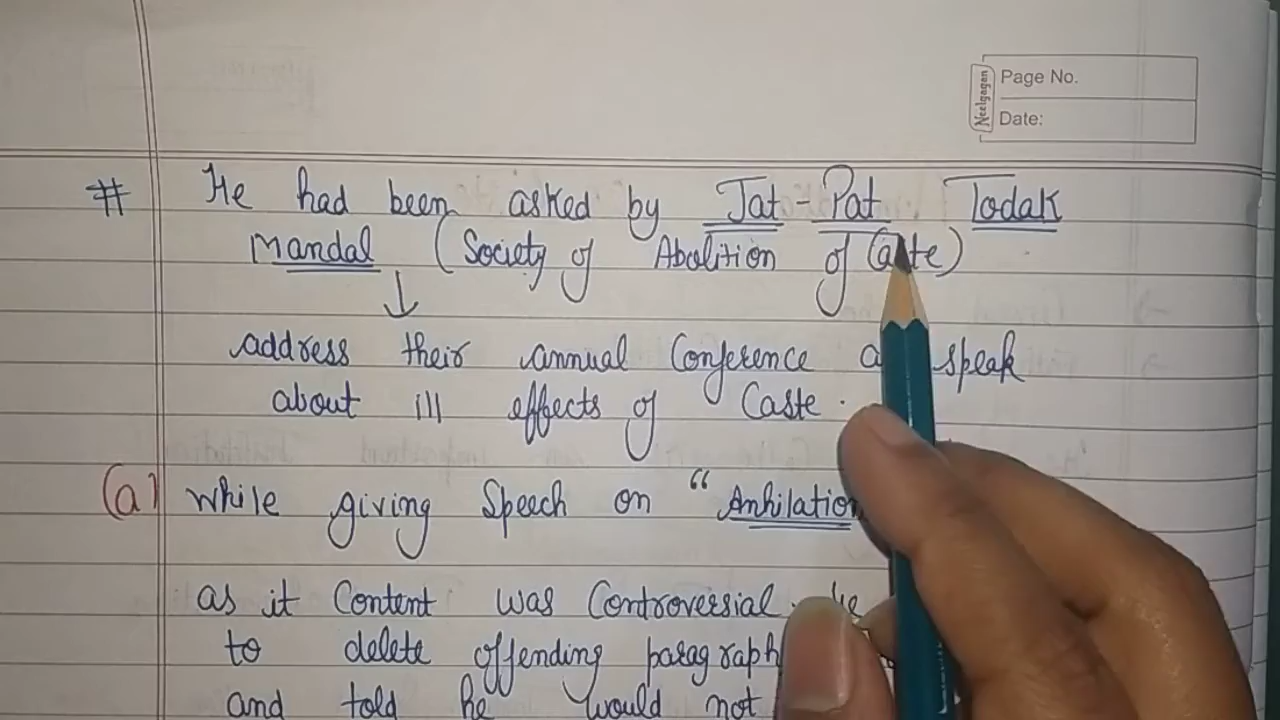 Neelgagan
Page No.
Date:
# He had been asked by Jat-Pat Todak
Mandal (Society of Abolition of Caste)
↓
address their annual Conference speak
about ill effects of Caste.
(a) while giving Speech on "Anhilation
as it Content was Controversial. he
to delete offending paragraph
and told he would not